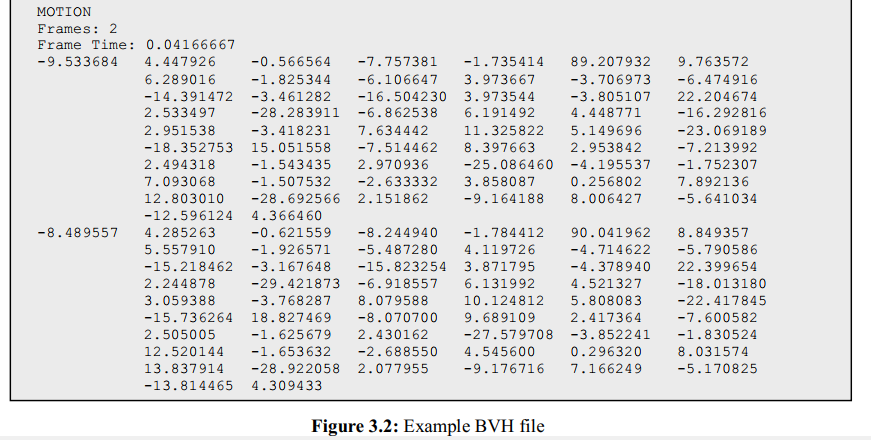 MOTION
Frames: 2
Frame Time: 0.04166667
-9.533684 4.447926 -0.566564 -7.757381 -1.735414 89.207932 9.763572
6.289016 -1.825344 -6.106647 3.973667 -3.706973 -6.474916
-14.391472 -3.461282 -16.504230 3.973544 -3.805107 22.204674
2.533497 -28.283911 -6.862538 6.191492 4.448771 -16.292816
2.951538 -3.418231 7.634442 11.325822 5.149696 -23.069189
-18.352753 15.051558 -7.514462 8.397663 2.953842 -7.213992
2.494318 -1.543435 2.970936 -25.086460 -4.195537 -1.752307
7.093068 -1.507532 -2.633332 3.858087 0.256802 7.892136
12.803010 -28.692566 2.151862 -9.164188 8.006427 -5.641034
-12.596124 4.366460
-8.489557 4.285263 -0.621559 -8.244940 -1.784412 90.041962 8.849357
5.557910 -1.926571 -5.487280 4.119726 -4.714622 -5.790586
-15.218462 -3.167648 -15.823254 3.871795 -4.378940 22.399654
2.244878 -29.421873 -6.918557 6.131992 4.521327 -18.013180
3.059388 -3.768287 8.079588 10.124812 5.808083 -22.417845
-15.736264 18.827469 -8.070700 9.689109 2.417364 -7.600582
2.505005 -1.625679 2.430162 -27.579708 -3.852241 -1.830524
12.520144 -1.653632 -2.688550 4.545600 0.296320 8.031574
13.837914 -28.922058 2.077955 -9.176716 7.166249 -5.170825
-13.814465 4.309433
Figure 3.2: Example BVH file